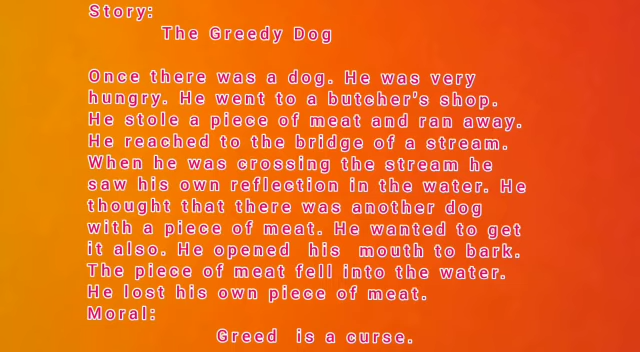 Story:
The Greedy Dog
Once there was a dog. He was very
hungry. He went to a butcher's shop.
He stole a piece of meat and ran away.
He reached to the bridge of a stream.
When he was crossing the stream he
saw his own reflection in the water. He
thought that there was another dog
with a piece of meat. He wanted to get
it also. He opened his mouth to bark.
The piece of meat fell into the water.
He lost his own piece of meat.
Moral:
Greed is a curse.